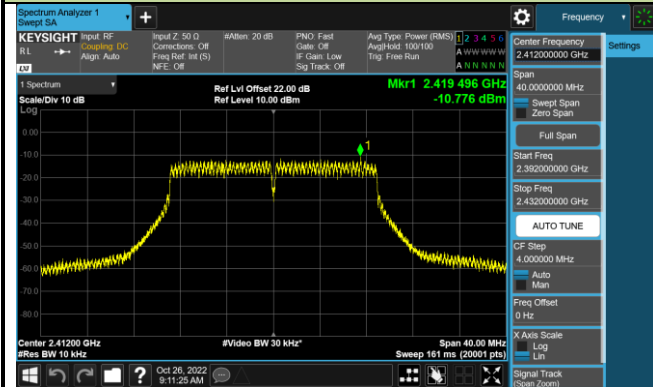 Spectrum Analyzer 1
Swept SA
Frequency
KEYSIGHT
RL
Input: RF
Coupling: DC
Align: Auto
Input Z: 50 Ω
Corrections: Off
Freq Ref: Int (S)
NFE: Off
#Atten: 20 dB
PNO: Fast
Gate: Off
IF Gain: Low
Sig Track: Off
Avg Type: Power (RMS)
Avg|Hold: 100/100
Trig: Free Run
1 2 3 4 5 6
A W W W W W
A N N N N N
Center Frequency
2.412000000 GHz
Settings
Span
40.0000000 MHz
Swept Span
Zero Span
Full Span
Start Freq
2.392000000 GHz
Stop Freq
2.432000000 GHz
AUTO TUNE
CF Step
4.000000 MHz
Auto
Man
Freq Offset
0 Hz
X Axis Scale
Log
Lin
Signal Track
(Span Zoom)
1 Spectrum
Scale/Div 10 dB
Log
Ref Lvl Offset 22.00 dB
Ref Level 10.00 dBm
Mkr1 2.419 496 GHz
-10.776 dBm
1
0.00
-10.0
-20.0
-30.0
-40.0
-50.0
-60.0
-70.0
-80.0
Center 2.41200 GHz
#Res BW 10 kHz
#Video BW 30 kHz*
Span 40.00 MHz
Sweep 161 ms (20001 pts)
Oct 26, 2022
9:11:25 AM